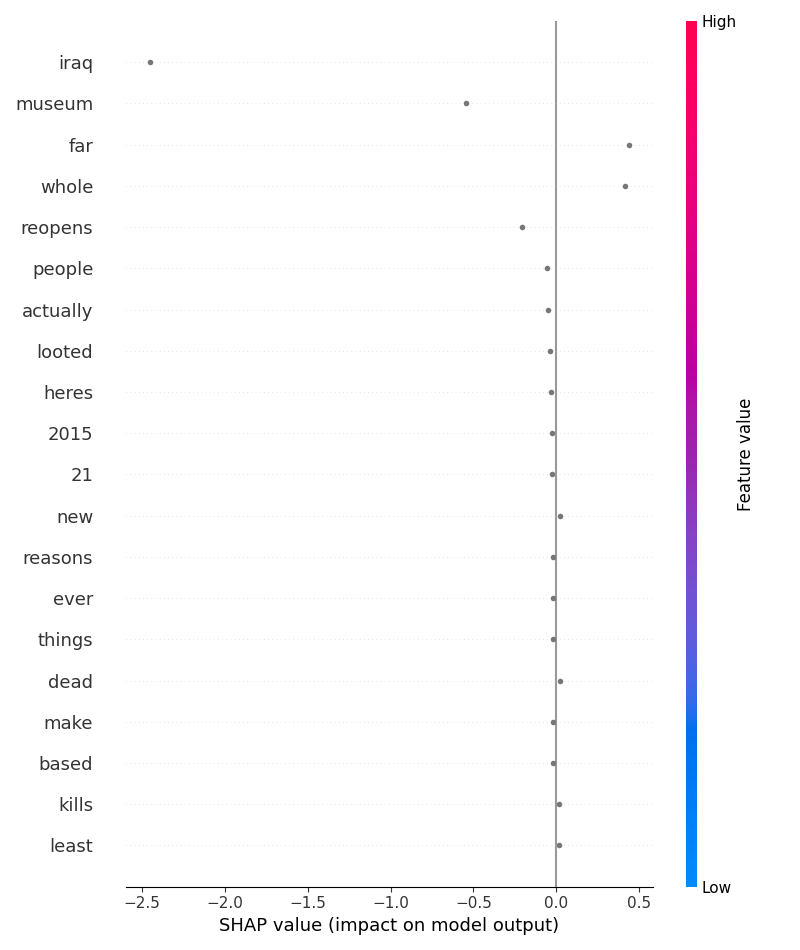 High
iraq
museum
far
whole
reopens
people
actually
looted
heres
2015
21
new
reasons
ever
things
dead
make
based
kills
least
Feature value
Low
−2.5 −2.0 −1.5 −1.0 −0.5 0.0 0.5
SHAP value (impact on model output)